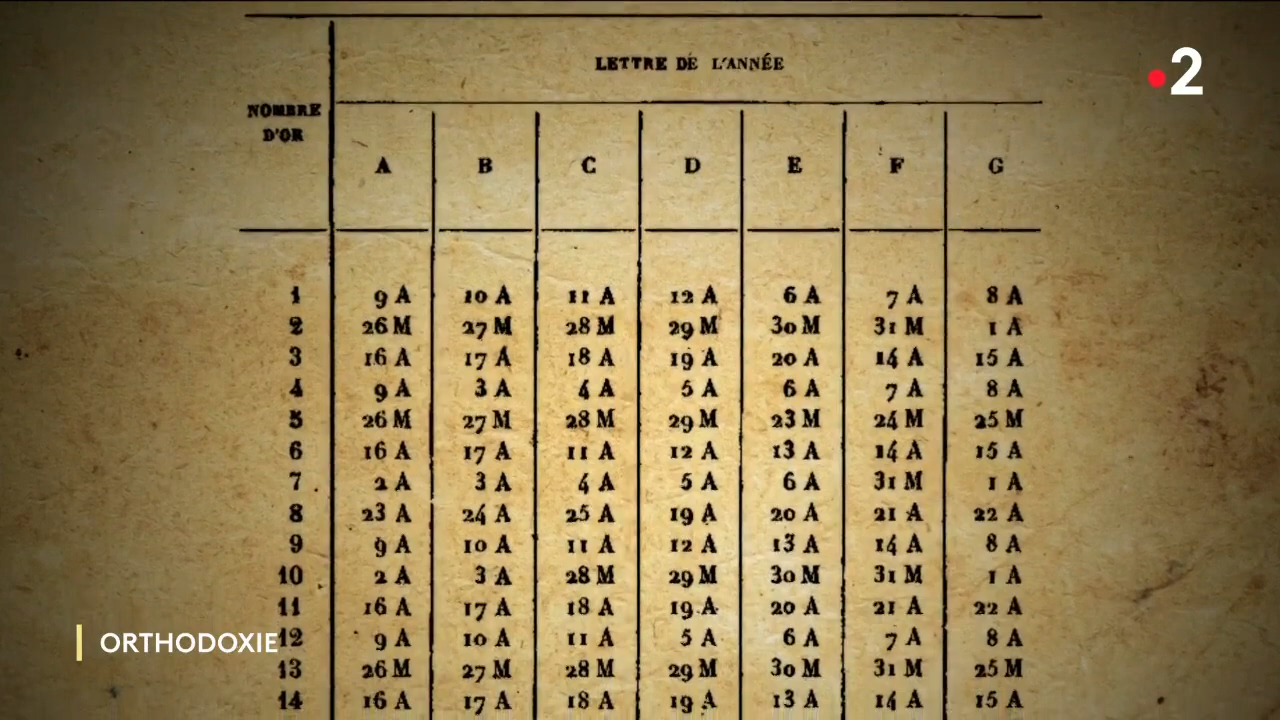 LETTRE DE L'ANNÉE
2
NOMBRE
D'OR
A B C D E F G
1 9 A 10 A 11 A 12 A 6 A 7 A 8 A
2 26 M 27 M 28 M 29 M 30 M 31 M 1 A
3 16 A 17 A 18 A 19 A 20 A 14 A 15 A
4 9 A 3 A 4 A 5 A 6 A 7 A 8 A
5 26 M 27 M 28 M 29 M 23 M 24 M 25 M
6 16 A 17 A 11 A 12 A 13 A 14 A 15 A
7 2 A 3 A 4 A 5 A 6 A 31 M 1 A
8 23 A 24 A 25 A 19 A 20 A 21 A 22 A
9 9 A 10 A 11 A 12 A 13 A 14 A 8 A
10 2 A 3 A 28 M 29 M 30 M 31 M 1 A
11 16 A 17 A 18 A 19 A 20 A 21 A 22 A
ORTHODOXIE
12 9 A 10 A 11 A 5 A 6 A 7 A 8 A
13 26 M 27 M 28 M 29 M 30 M 31 M 25 M
14 16 A 17 A 18 A 19 A 13 A 14 A 15 A